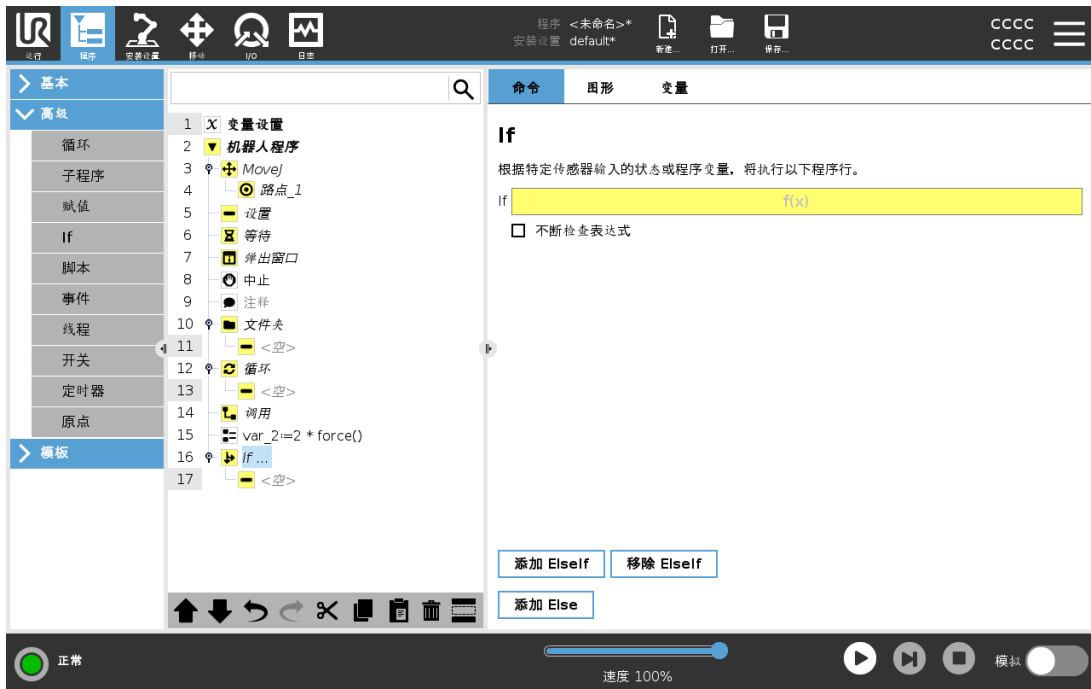 UR
运行 程序 安装设置 移动 I/O 日志
程序 <未命名>*
安装设置 default*
新建... 打开... 保存...
CCCC
CCCC
基本
高级
循环
子程序
赋值
If
脚本
事件
线程
开关
定时器
原点
模板
1 X 变量设置
2 机器人程序
3 MoveJ
4 路点_1
5 设置
6 等待
7 弹出窗口
8 中止
9 注释
10 文件夹
11 <空>
12 循环
13 <空>
14 调用
15 var_2:=2 * force()
16 If ...
17 <空>
命令 图形 变量
If
根据特定传感器输入的状态或程序变量，将执行以下程序行。
If f(x)
不断检查表达式
添加 ElseIf 移除 ElseIf
添加 Else
正常
速度 100%
模拟